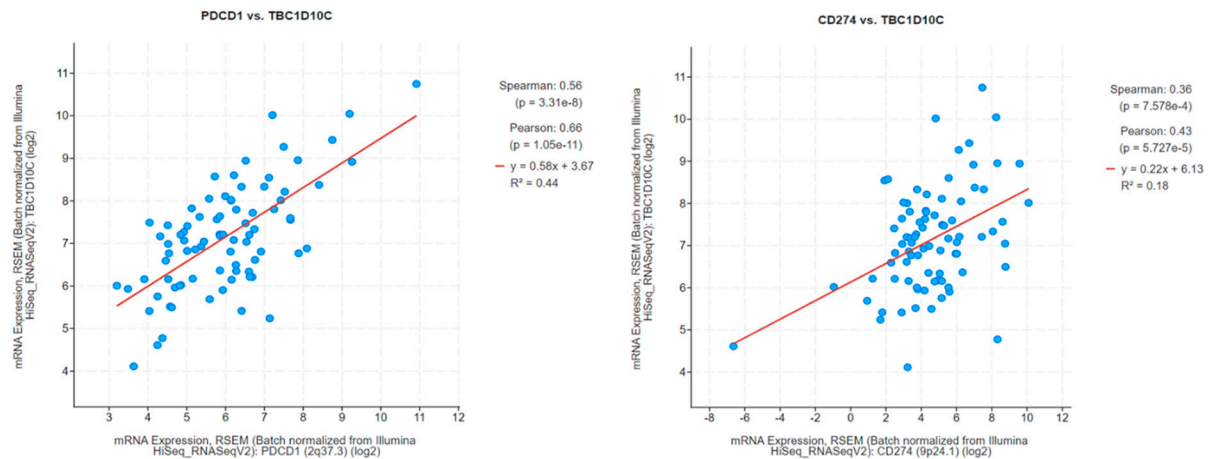 PDCD1 vs. TBC1D10C
mRNA Expression, RSEM (Batch normalized from Illumina
HiSeq_RNASeqV2): TBC1D10C (log2)
11
10
9
8
7
6
5
4
3
4
5
6
7
8
9
10
11
12
mRNA Expression, RSEM (Batch normalized from Illumina
HiSeq_RNASeqV2): PDCD1 (2q37.3) (log2)
Spearman: 0.56
(p = 3.31e-8)
Pearson: 0.66
(p = 1.05e-11)
y = 0.58x + 3.67
R² = 0.44
CD274 vs. TBC1D10C
mRNA Expression, RSEM (Batch normalized from Illumina
HiSeq_RNASeqV2): TBC1D10C (log2)
11
10
9
8
7
6
5
4
-8
-6
-4
-2
0
2
4
6
8
10
12
mRNA Expression, RSEM (Batch normalized from Illumina
HiSeq_RNASeqV2): CD274 (9p24.1) (log2)
Spearman: 0.36
(p = 7.578e-4)
Pearson: 0.43
(p = 5.727e-5)
y = 0.22x + 6.13
R² = 0.18